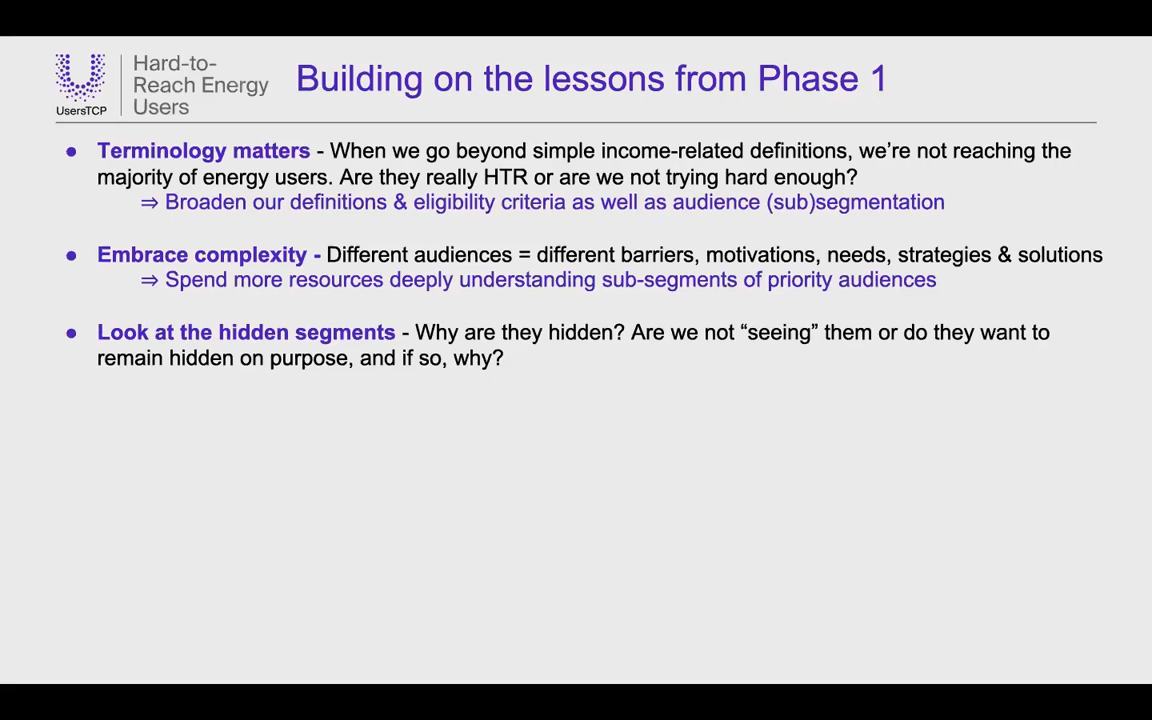 UsersTCP
Hard-to-
Reach Energy
Users
Building on the lessons from Phase 1
● Terminology matters - When we go beyond simple income-related definitions, we’re not reaching the
majority of energy users. Are they really HTR or are we not trying hard enough?
⇒ Broaden our definitions & eligibility criteria as well as audience (sub)segmentation
● Embrace complexity - Different audiences = different barriers, motivations, needs, strategies & solutions
⇒ Spend more resources deeply understanding sub-segments of priority audiences
● Look at the hidden segments - Why are they hidden? Are we not “seeing” them or do they want to
remain hidden on purpose, and if so, why?